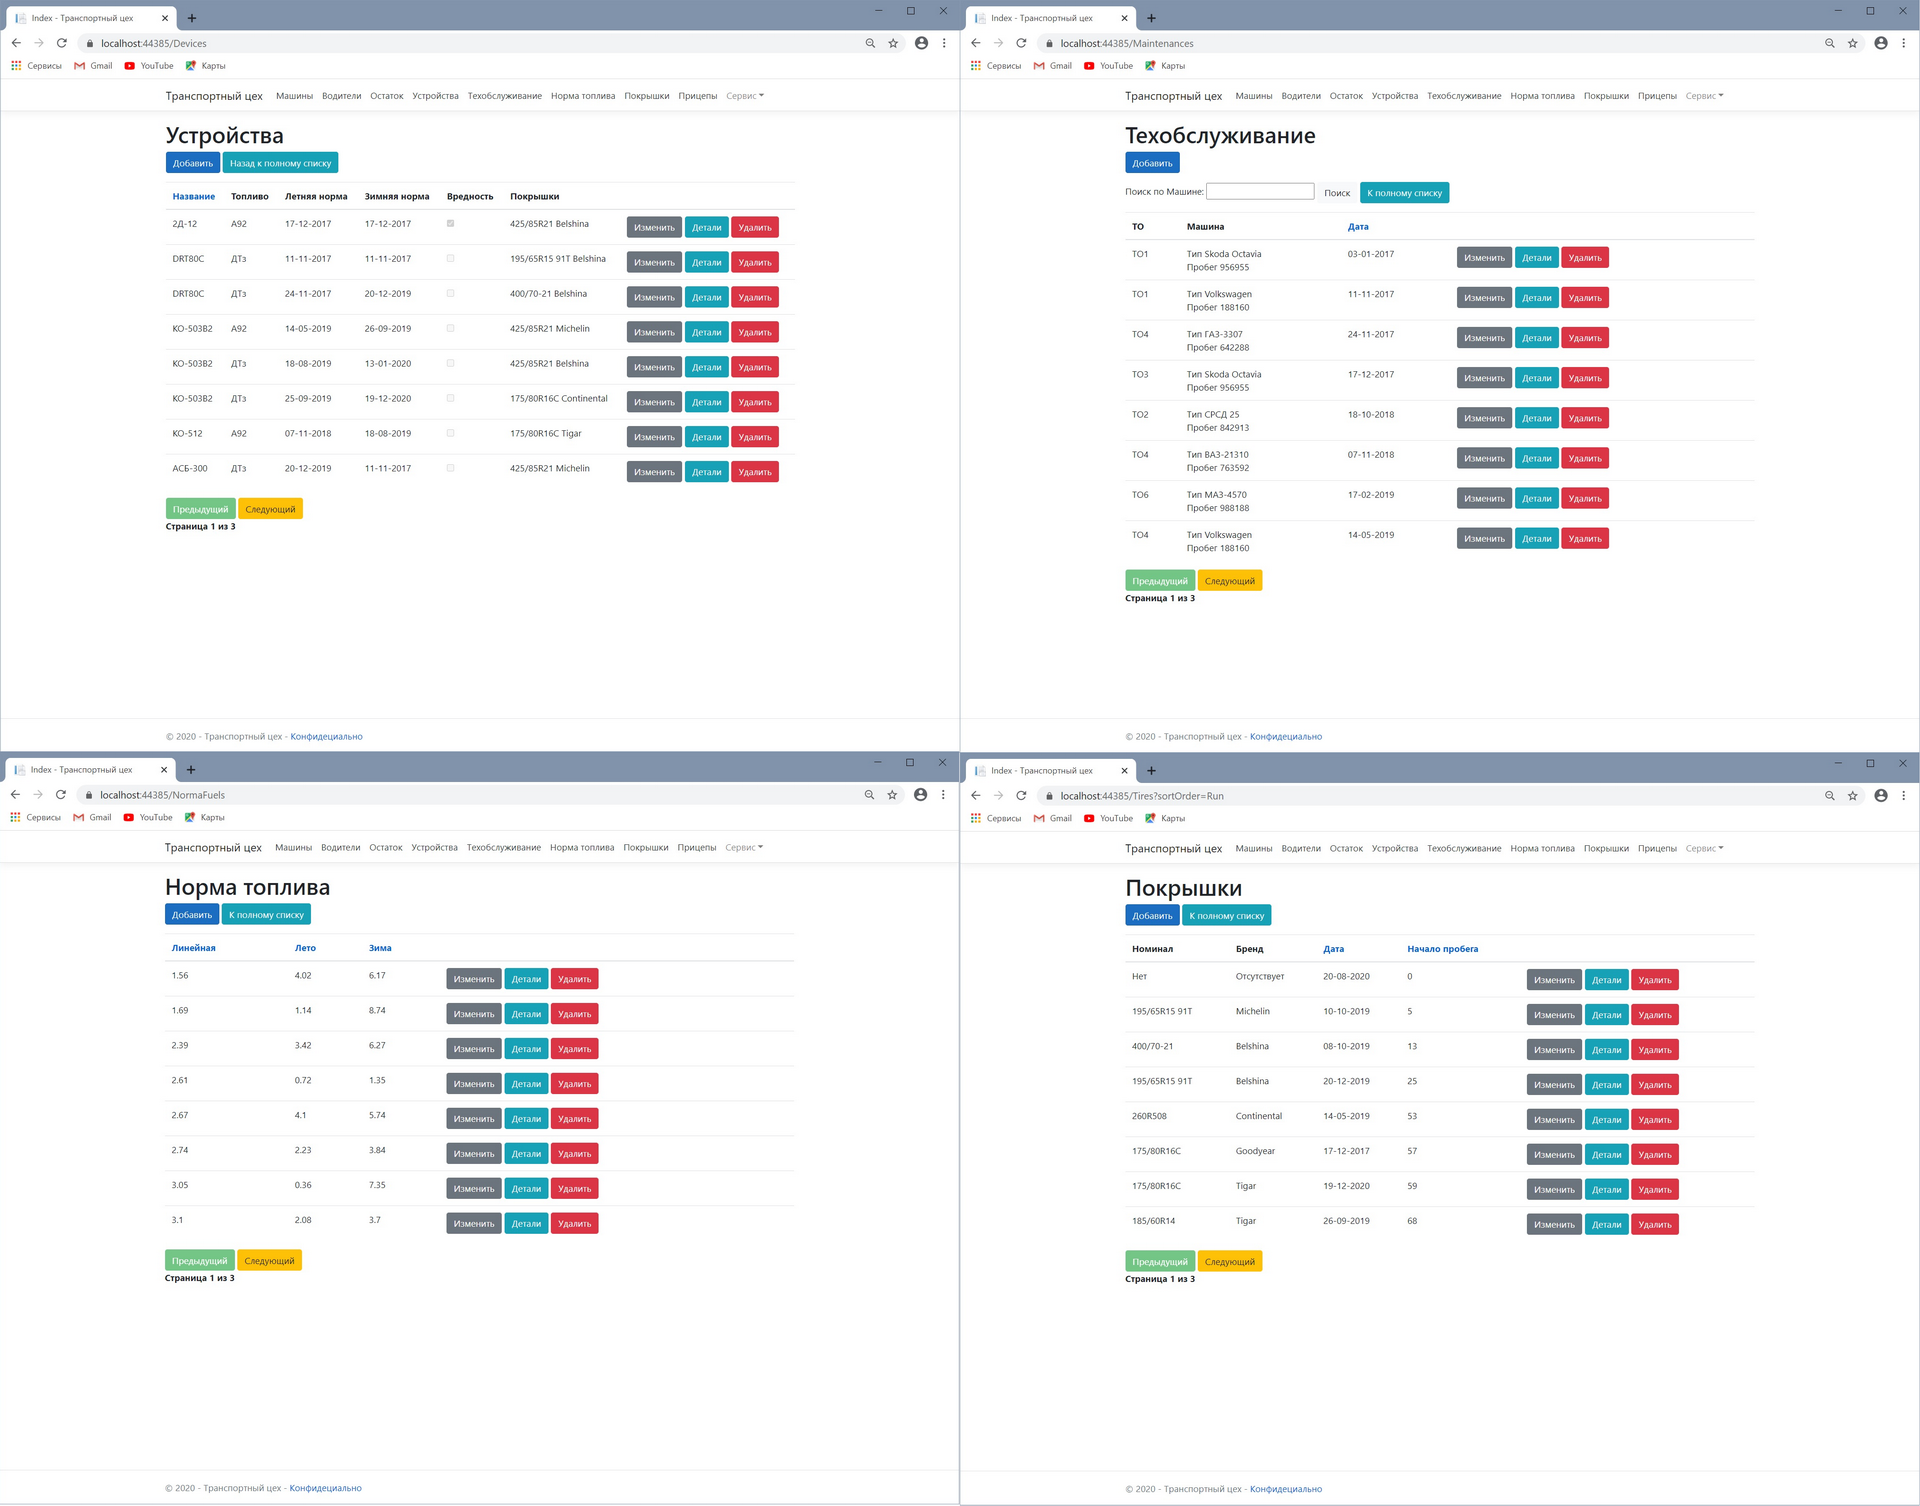 Index - Транспортный цех
localhost:44385/Devices
Сервисы Gmail YouTube Карты
Транспортный цех Машины Водители Остаток Устройства Техобслуживание Норма топлива Покрышки Прицепы Сервис
Устройства
Добавить Назад к полному списку
Название Топливо Летняя норма Зимняя норма Вредность Покрышки
2Д-12 А92 17-12-2017 17-12-2017 425/85R21 Belshina Изменить Детали Удалить
DRT80C ДТз 11-11-2017 11-11-2017 195/65R15 91T Belshina Изменить Детали Удалить
DRT80C ДТз 24-11-2017 20-12-2019 400/70-21 Belshina Изменить Детали Удалить
КО-503В2 А92 14-05-2019 26-09-2019 425/85R21 Michelin Изменить Детали Удалить
КО-503В2 ДТз 18-08-2019 13-01-2020 425/85R21 Belshina Изменить Детали Удалить
КО-503В2 ДТз 25-09-2019 19-12-2020 175/80R16C Continental Изменить Детали Удалить
КО-512 А92 07-11-2018 18-08-2019 175/80R16C Tigar Изменить Детали Удалить
АСБ-300 ДТз 20-12-2019 11-11-2017 425/85R21 Michelin Изменить Детали Удалить
Предыдущий Следующий
Страница 1 из 3
© 2020 - Транспортный цех - Конфидециально
Index - Транспортный цех
localhost:44385/Maintenances
Сервисы Gmail YouTube Карты
Транспортный цех Машины Водители Остаток Устройства Техобслуживание Норма топлива Покрышки Прицепы Сервис
Техобслуживание
Добавить
Поиск по Машине: Поиск К полному списку
ТО Машина Дата
ТО1 Тип Skoda Octavia 03-01-2017 Изменить Детали Удалить
Пробег 956955
ТО1 Тип Volkswagen 11-11-2017 Изменить Детали Удалить
Пробег 188160
ТО4 Тип ГАЗ-3307 24-11-2017 Изменить Детали Удалить
Пробег 642288
ТО3 Тип Skoda Octavia 17-12-2017 Изменить Детали Удалить
Пробег 956955
ТО2 Тип СРСД 25 18-10-2018 Изменить Детали Удалить
Пробег 842913
ТО4 Тип ВАЗ-21310 07-11-2018 Изменить Детали Удалить
Пробег 763592
ТО6 Тип МАЗ-4570 17-02-2019 Изменить Детали Удалить
Пробег 988188
ТО4 Тип Volkswagen 14-05-2019 Изменить Детали Удалить
Пробег 188160
Предыдущий Следующий
Страница 1 из 3
© 2020 - Транспортный цех - Конфидециально
Index - Транспортный цех
localhost:44385/NormaFuels
Сервисы Gmail YouTube Карты
Транспортный цех Машины Водители Остаток Устройства Техобслуживание Норма топлива Покрышки Прицепы Сервис
Норма топлива
Добавить К полному списку
Линейная Лето Зима
1.56 4.02 6.17 Изменить Детали Удалить
1.69 1.14 8.74 Изменить Детали Удалить
2.39 3.42 6.27 Изменить Детали Удалить
2.61 0.72 1.35 Изменить Детали Удалить
2.67 4.1 5.74 Изменить Детали Удалить
2.74 2.23 3.84 Изменить Детали Удалить
3.05 0.36 7.35 Изменить Детали Удалить
3.1 2.08 3.7 Изменить Детали Удалить
Предыдущий Следующий
Страница 1 из 3
© 2020 - Транспортный цех - Конфидециально
Index - Транспортный цех
localhost:44385/Tires?sortOrder=Run
Сервисы Gmail YouTube Карты
Транспортный цех Машины Водители Остаток Устройства Техобслуживание Норма топлива Покрышки Прицепы Сервис
Покрышки
Добавить К полному списку
Номинал Бренд Дата Начало пробега
Нет Отсутствует 20-08-2020 0 Изменить Детали Удалить
195/65R15 91T Michelin 10-10-2019 5 Изменить Детали Удалить
400/70-21 Belshina 08-10-2019 13 Изменить Детали Удалить
195/65R15 91T Belshina 20-12-2019 25 Изменить Детали Удалить
260R508 Continental 14-05-2019 53 Изменить Детали Удалить
175/80R16C Goodyear 17-12-2017 57 Изменить Детали Удалить
175/80R16C Tigar 19-12-2020 59 Изменить Детали Удалить
185/60R14 Tigar 26-09-2019 68 Изменить Детали Удалить
Предыдущий Следующий
Страница 1 из 3
© 2020 - Транспортный цех - Конфидециально